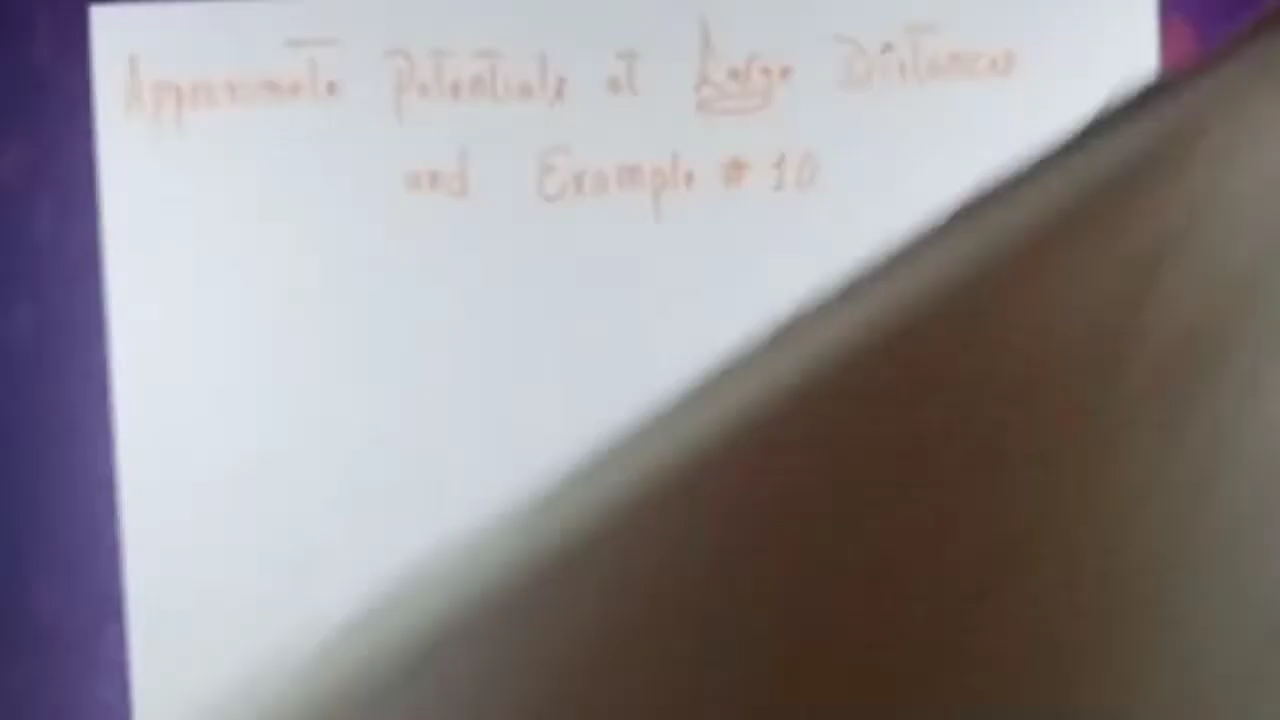 Approximate Potentials at Large Distances
and Example # 10